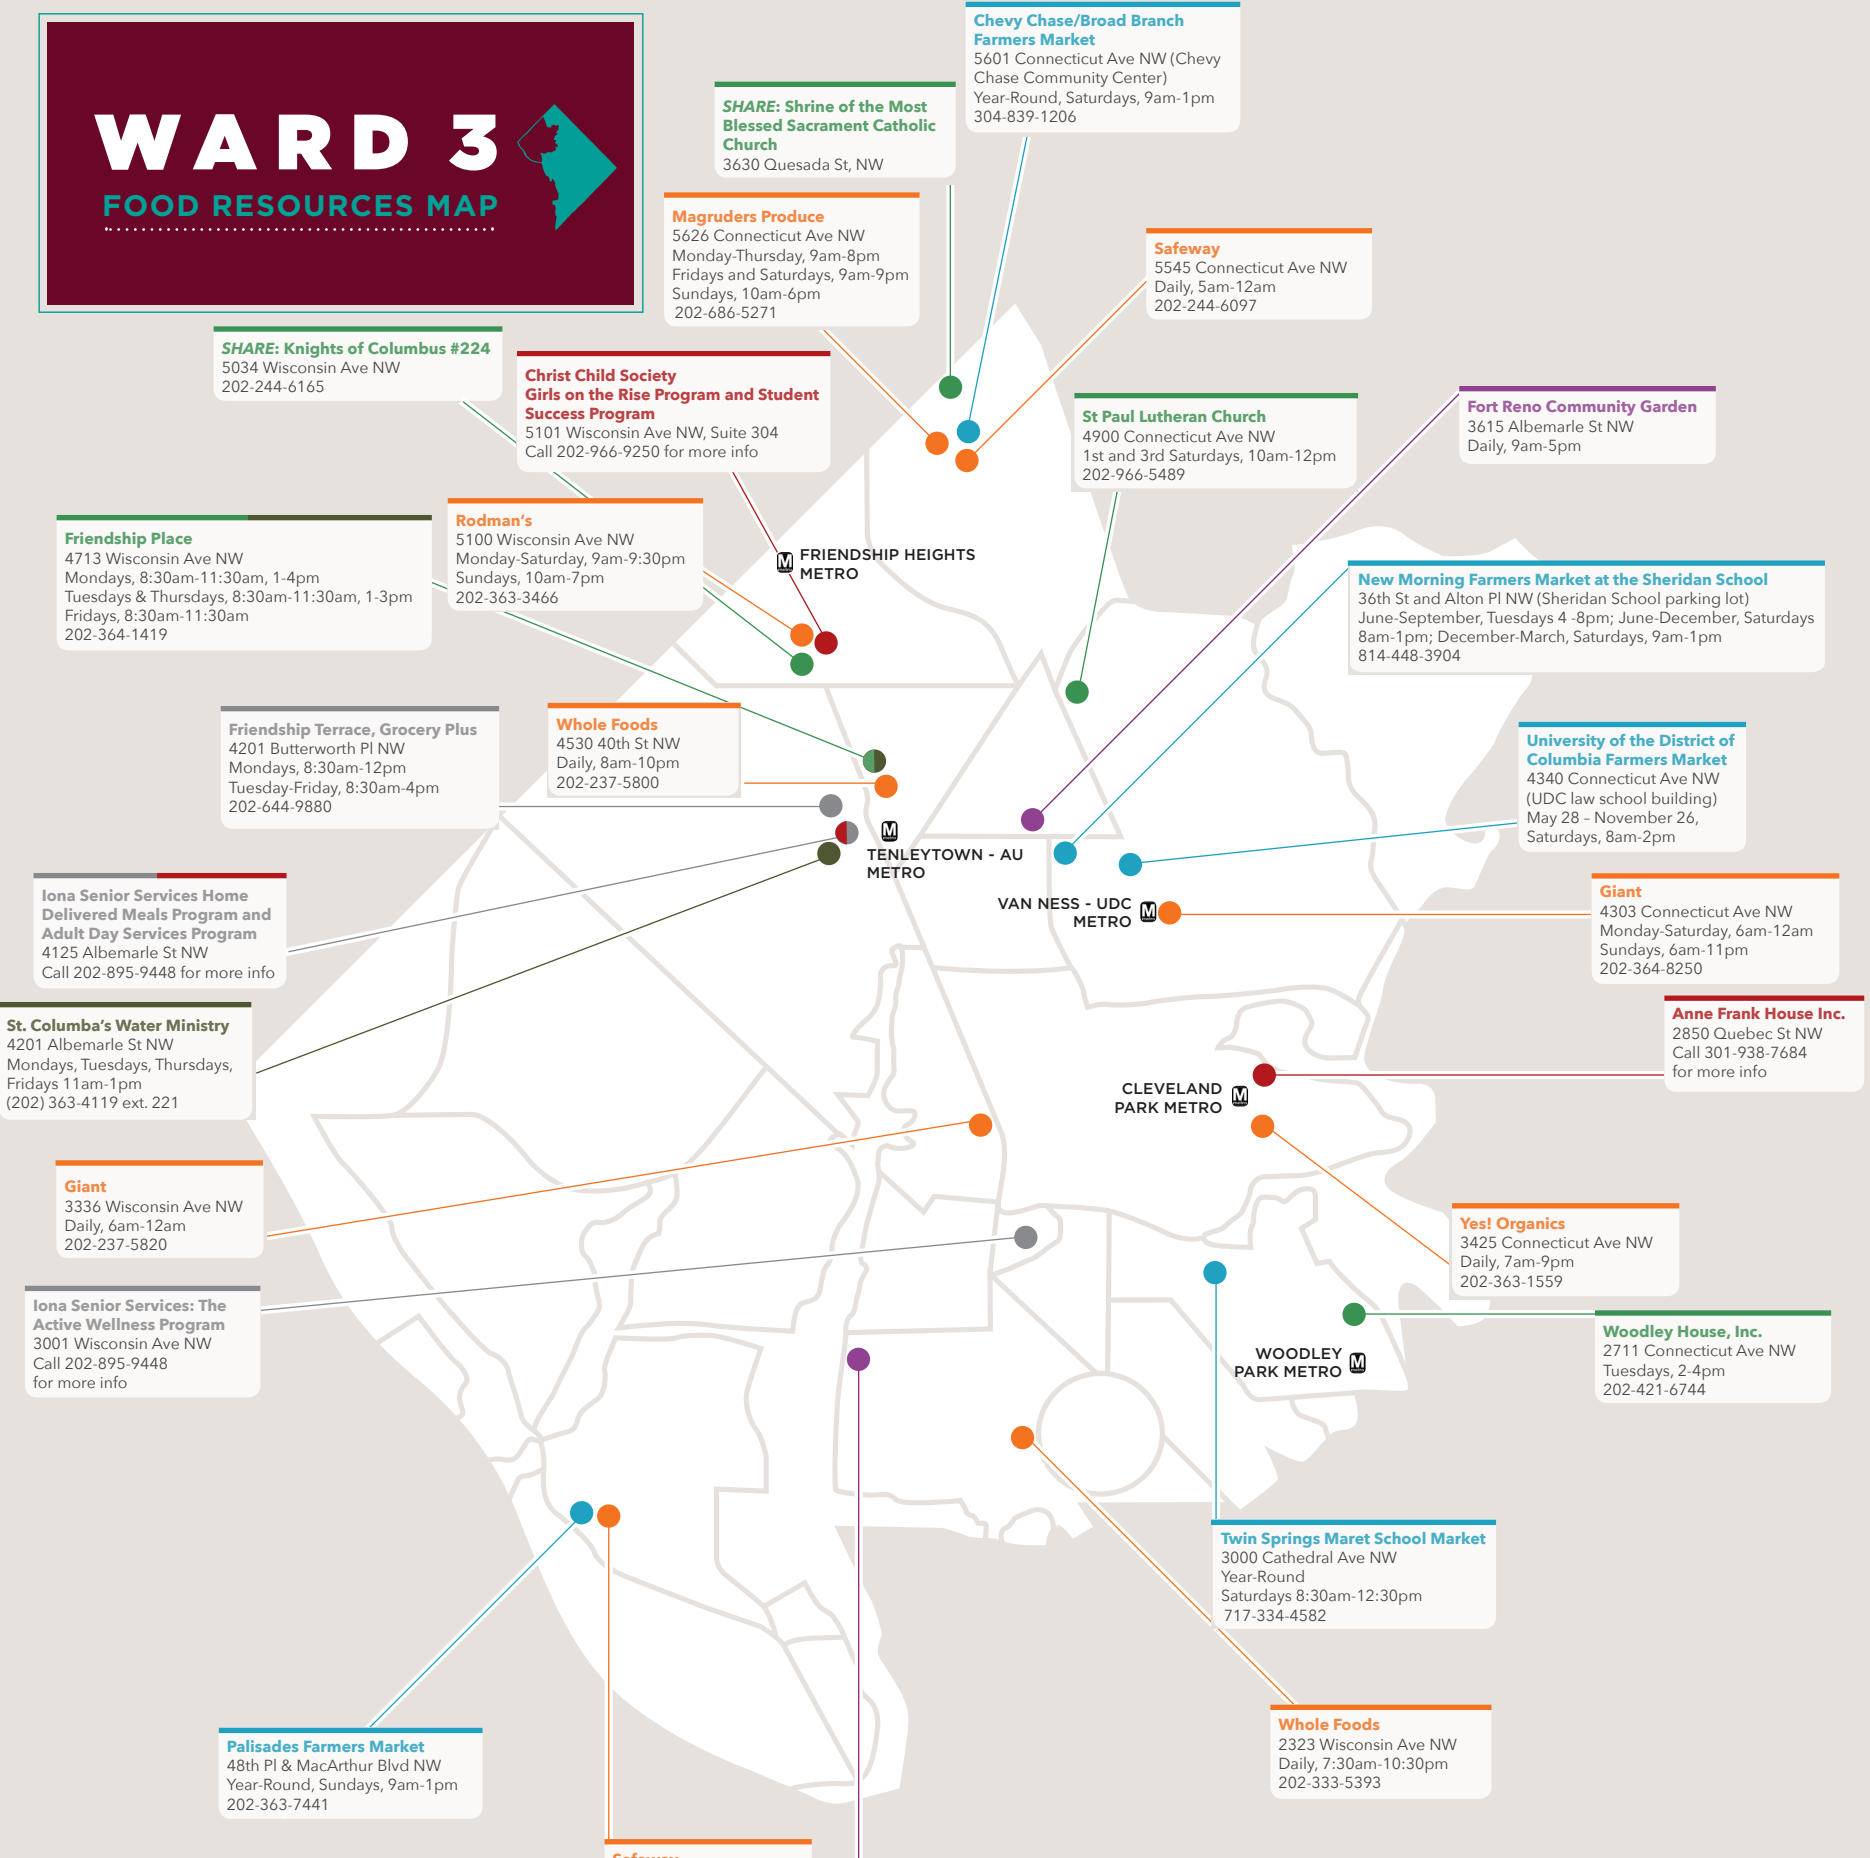 WARD 3
FOOD RESOURCES MAP
Chevy Chase/Broad Branch
Farmers Market
5601 Connecticut Ave NW (Chevy
Chase Community Center)
Year-Round, Saturdays, 9am-1pm
304-839-1206
SHARE: Shrine of the Most
Blessed Sacrament Catholic
Church
3630 Quesada St, NW
Magruders Produce
5626 Connecticut Ave NW
Monday-Thursday, 9am-8pm
Fridays and Saturdays, 9am-9pm
Sundays, 10am-6pm
202-686-5271
Safeway
5545 Connecticut Ave NW
Daily, 5am-12am
202-244-6097
SHARE: Knights of Columbus #224
5034 Wisconsin Ave NW
202-244-6165
Christ Child Society
Girls on the Rise Program and Student
Success Program
5101 Wisconsin Ave NW, Suite 304
Call 202-966-9250 for more info
St Paul Lutheran Church
4900 Connecticut Ave NW
1st and 3rd Saturdays, 10am-12pm
202-966-5489
Fort Reno Community Garden
3615 Albemarle St NW
Daily, 9am-5pm
Friendship Place
4713 Wisconsin Ave NW
Mondays, 8:30am-11:30am, 1-4pm
Tuesdays & Thursdays, 8:30am-11:30am, 1-3pm
Fridays, 8:30am-11:30am
202-364-1419
Rodman's
5100 Wisconsin Ave NW
Monday-Saturday, 9am-9:30pm
Sundays, 10am-7pm
202-363-3466
FRIENDSHIP HEIGHTS
METRO
New Morning Farmers Market at the Sheridan School
36th St and Alton Pl NW (Sheridan School parking lot)
June-September, Tuesdays 4 -8pm; June-December, Saturdays
8am-1pm; December-March, Saturdays, 9am-1pm
814-448-3904
Friendship Terrace, Grocery Plus
4201 Butterworth Pl NW
Mondays, 8:30am-12pm
Tuesday-Friday, 8:30am-4pm
202-644-9880
Whole Foods
4530 40th St NW
Daily, 8am-10pm
202-237-5800
University of the District of
Columbia Farmers Market
4340 Connecticut Ave NW
(UDC law school building)
May 28 – November 26,
Saturdays, 8am-2pm
TENLEYTOWN - AU
METRO
VAN NESS - UDC
METRO
Iona Senior Services Home
Delivered Meals Program and
Adult Day Services Program
4125 Albemarle St NW
Call 202-895-9448 for more info
Giant
4303 Connecticut Ave NW
Monday-Saturday, 6am-12am
Sundays, 6am-11pm
202-364-8250
St. Columba's Water Ministry
4201 Albemarle St NW
Mondays, Tuesdays, Thursdays,
Fridays 11am-1pm
(202) 363-4119 ext. 221
Anne Frank House Inc.
2850 Quebec St NW
Call 301-938-7684
for more info
CLEVELAND
PARK METRO
Giant
3336 Wisconsin Ave NW
Daily, 6am-12am
202-237-5820
Yes! Organics
3425 Connecticut Ave NW
Daily, 7am-9pm
202-363-1559
Iona Senior Services: The
Active Wellness Program
3001 Wisconsin Ave NW
Call 202-895-9448
for more info
Woodley House, Inc.
2711 Connecticut Ave NW
Tuesdays, 2-4pm
202-421-6744
WOODLEY
PARK METRO
Twin Springs Maret School Market
3000 Cathedral Ave NW
Year-Round
Saturdays 8:30am-12:30pm
717-334-4582
Whole Foods
2323 Wisconsin Ave NW
Daily, 7:30am-10:30pm
202-333-5393
Palisades Farmers Market
48th Pl & MacArthur Blvd NW
Year-Round, Sundays, 9am-1pm
202-363-7441